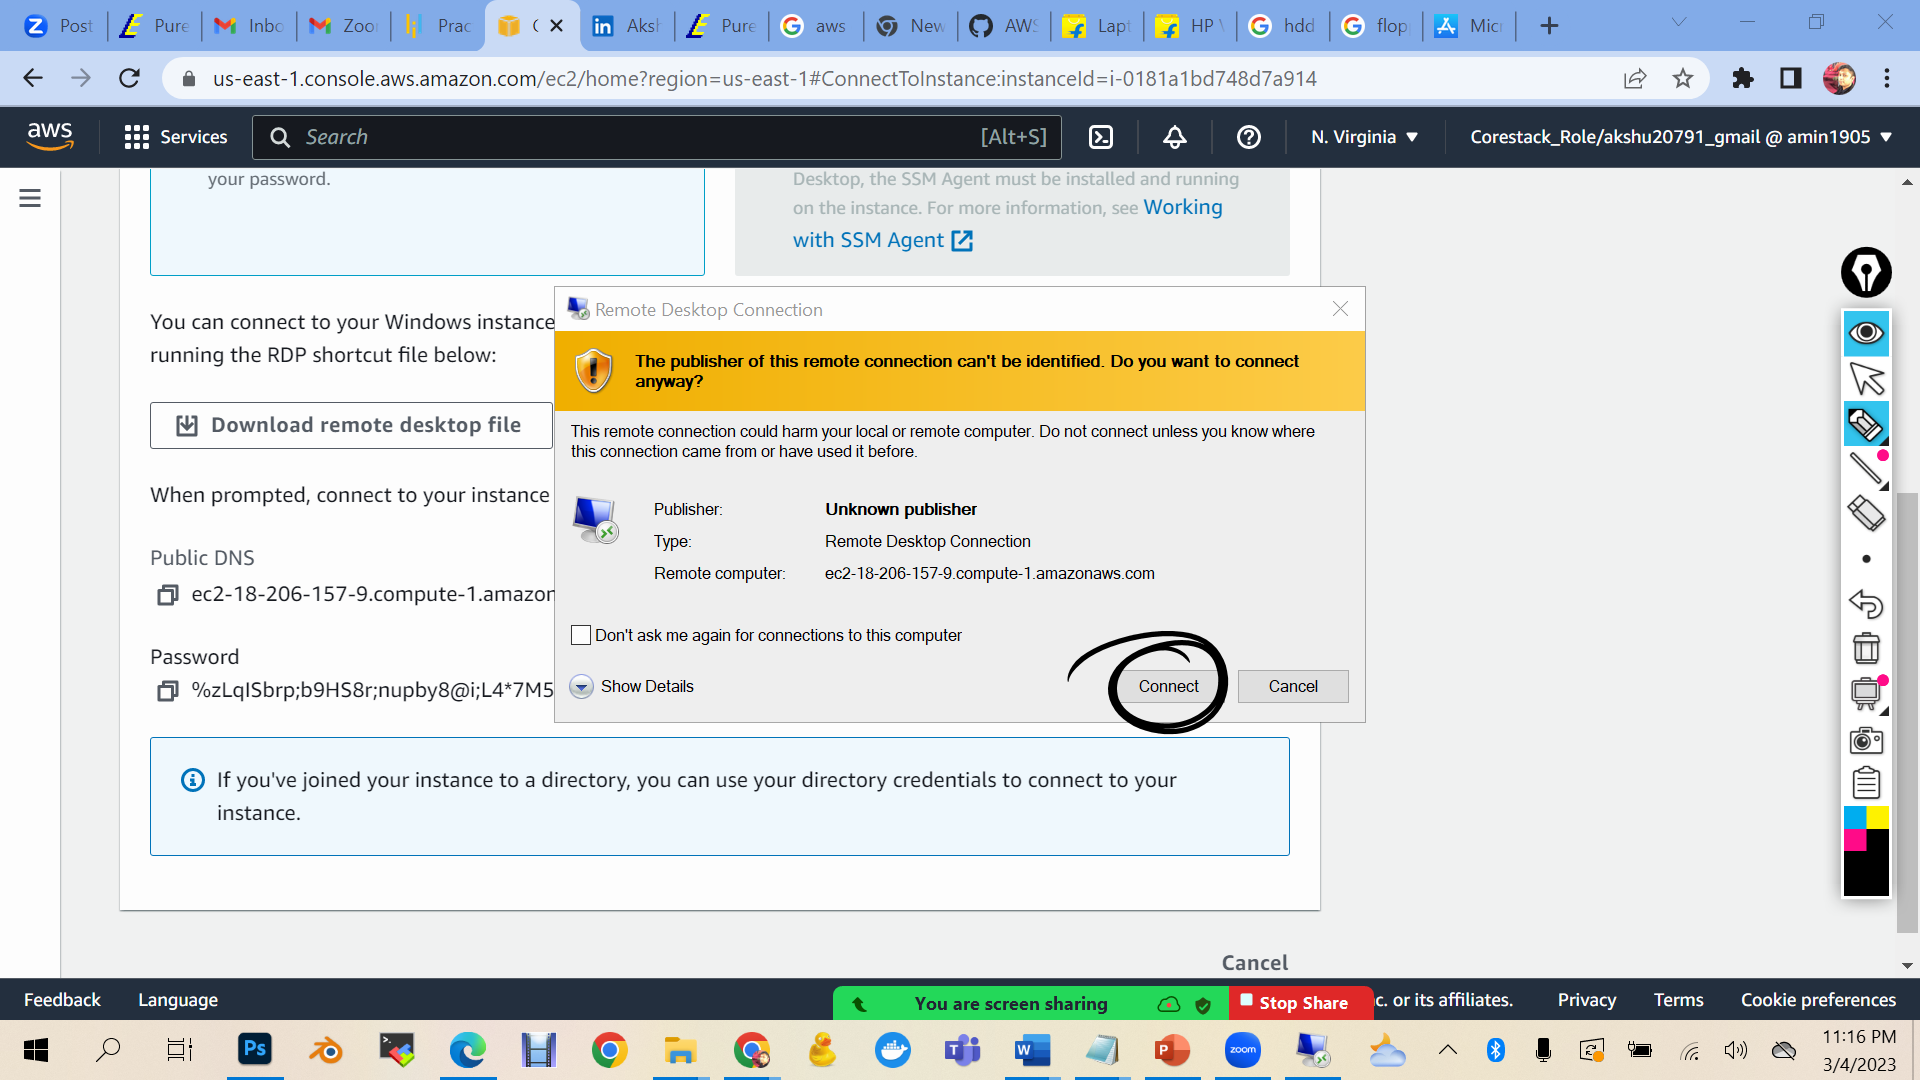 Post
Pure
Inbo
Zoo
Prac
Aksh
Pure
aws
New
AWS
Lapt
HP V
hdd
flop
Micr
us-east-1.console.aws.amazon.com/ec2/home?region=us-east-1#ConnectToInstance:instanceId=i-0181a1bd748d7a914
aws
Services
Search
[Alt+S]
N. Virginia
Corestack_Role/akshu20791_gmail @ amin1905
your password.
Desktop, the SSM Agent must be installed and running
on the instance. For more information, see Working
with SSM Agent
You can connect to your Windows instance
running the RDP shortcut file below:
Download remote desktop file
When prompted, connect to your instance
Public DNS
ec2-18-206-157-9.compute-1.amazon
Password
%zLqISbrp;b9HS8r;nupby8@i;L4*7M5
Remote Desktop Connection
The publisher of this remote connection can't be identified. Do you want to connect
anyway?
This remote connection could harm your local or remote computer. Do not connect unless you know where
this connection came from or have used it before.
Publisher: Unknown publisher
Type: Remote Desktop Connection
Remote computer: ec2-18-206-157-9.compute-1.amazonaws.com
Don't ask me again for connections to this computer
Show Details
Connect
Cancel
If you've joined your instance to a directory, you can use your directory credentials to connect to your
instance.
Cancel
Feedback
Language
You are screen sharing
Stop Share
c. or its affiliates.
Privacy
Terms
Cookie preferences
Ps
zoom
11:16 PM
3/4/2023